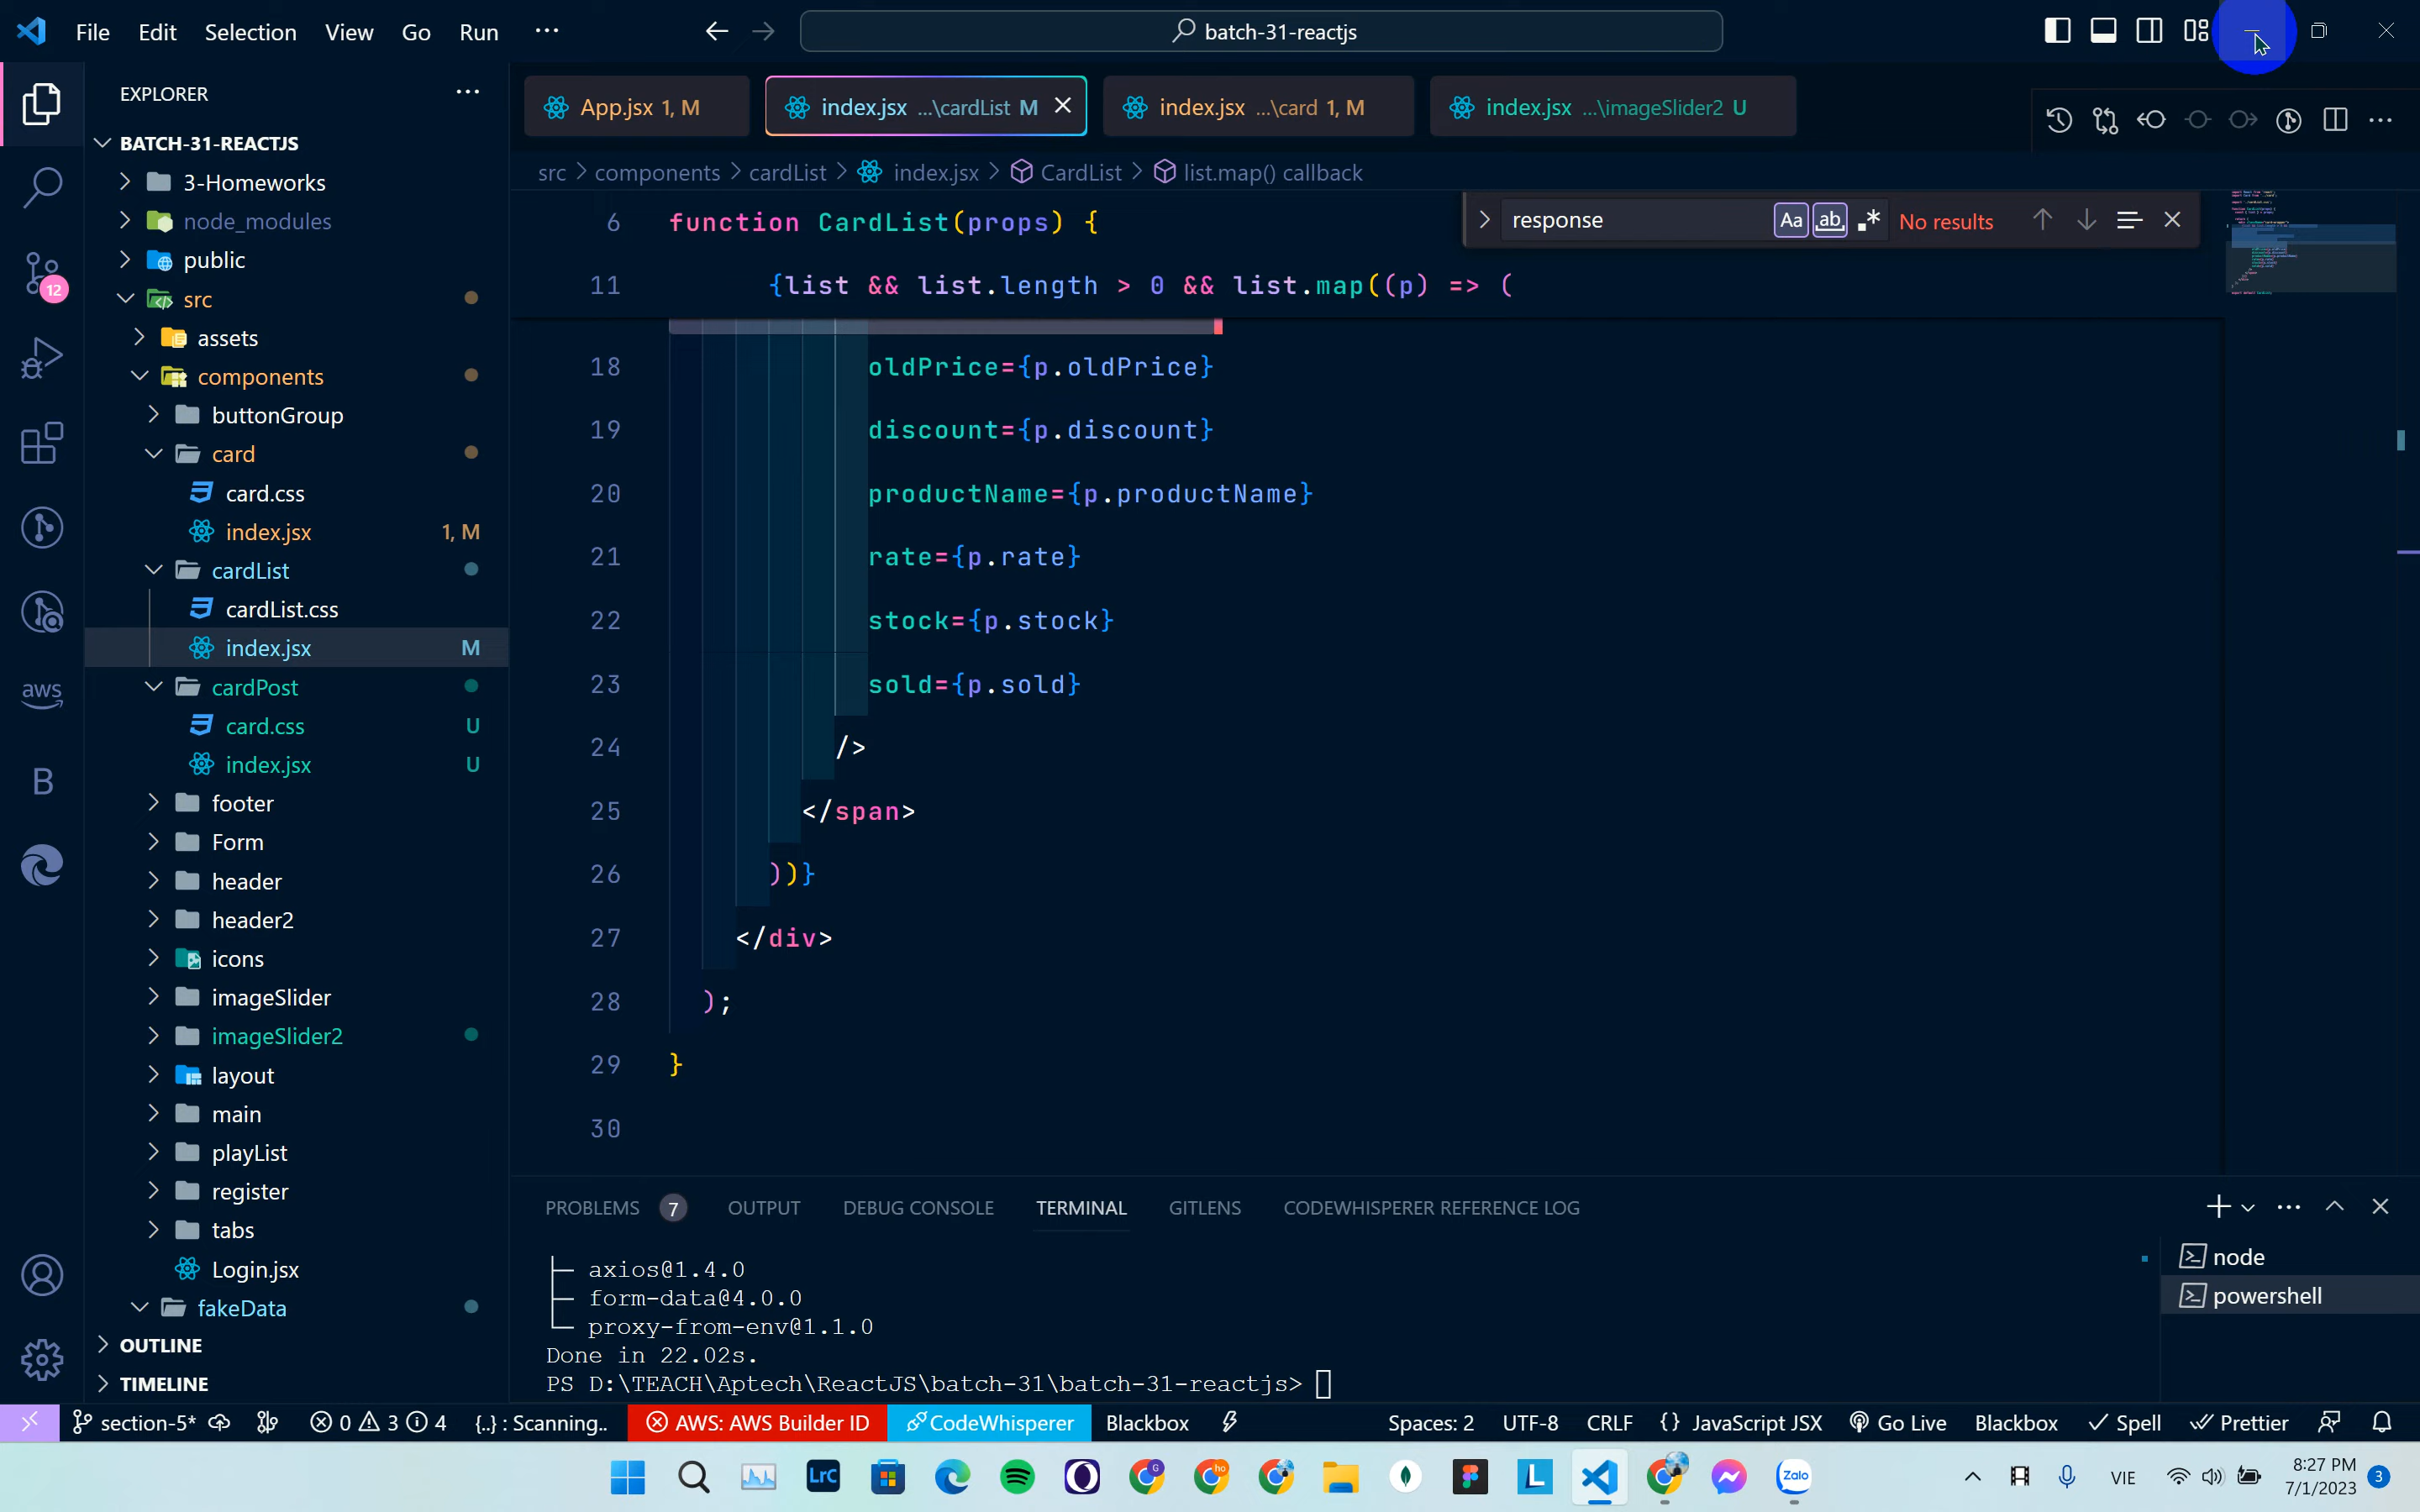 File Edit Selection View Go Run ···
batch-31-reactjs
EXPLORER
App.jsx 1, M
index.jsx ...\cardList M
index.jsx ...\card 1, M
index.jsx ...\imageSlider2 U
src > components > cardList > index.jsx > CardList > list.map() callback
response
Aa
ab
No results
BATCH-31-REACTJS
3-Homeworks
node_modules
public
src
assets
components
buttonGroup
card
card.css
index.jsx 1, M
cardList
cardList.css
index.jsx M
cardPost
card.css U
index.jsx U
footer
Form
header
header2
icons
imageSlider
imageSlider2
layout
main
playList
register
tabs
Login.jsx
fakeData
OUTLINE
TIMELINE
12
aws
B
6 function CardList(props) {
11 {list && list.length > 0 && list.map((p) => (
18 oldPrice={p.oldPrice}
19 discount={p.discount}
20 productName={p.productName}
21 rate={p.rate}
22 stock={p.stock}
23 sold={p.sold}
24 />
25 </span>
26 ))}
27 </div>
28 );
29 }
30
PROBLEMS 7 OUTPUT DEBUG CONSOLE TERMINAL GITLENS CODEWHISPERER REFERENCE LOG
├─ axios@1.4.0
├─ form-data@4.0.0
└─ proxy-from-env@1.1.0
Done in 22.02s.
PS D:\TEACH\Aptech\ReactJS\batch-31\batch-31-reactjs>
node
powershell
section-5* 0 3 4 {..} : Scanning.. AWS: AWS Builder ID CodeWhisperer Blackbox Spaces: 2 UTF-8 CRLF {} JavaScript JSX Go Live Blackbox Spell Prettier
LrC
G
ho
L
Zalo
VIE
8:27 PM
7/1/2023
3